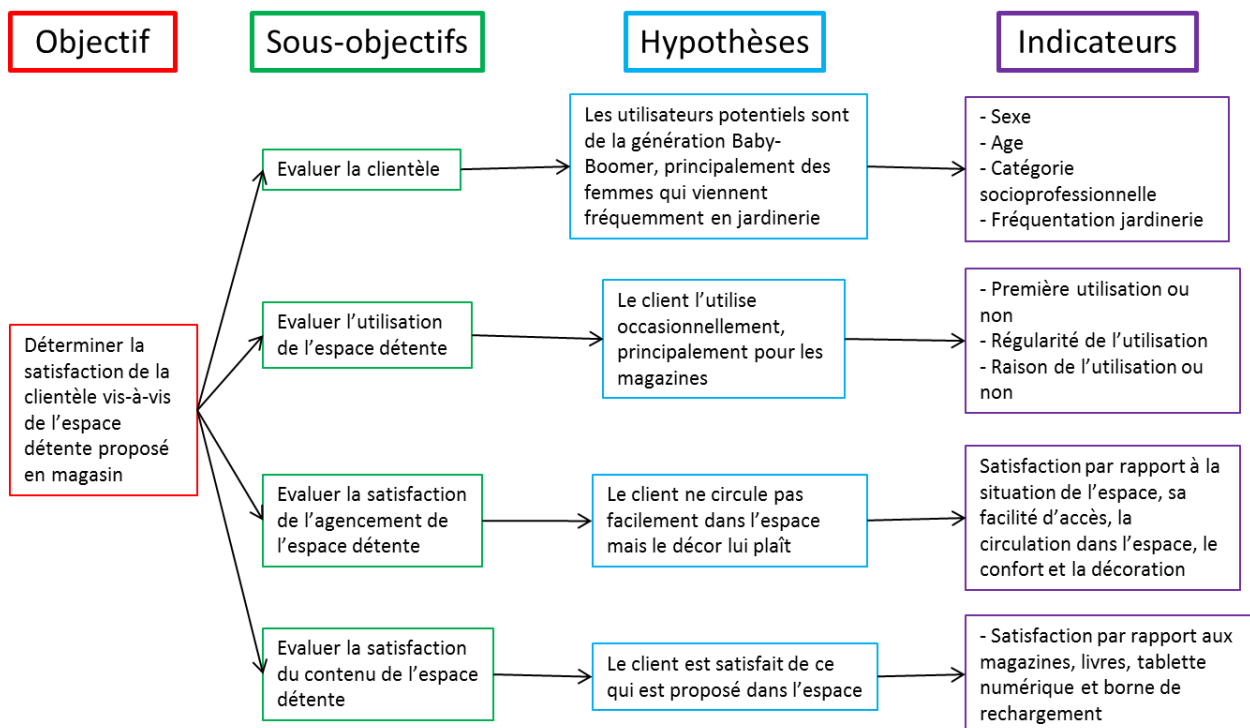 Objectif
Sous-objectifs
Hypothèses
Indicateurs
Déterminer la
satisfaction de la
clientèle vis-à-vis
de l'espace
détente proposé
en magasin
Evaluer la clientèle
Les utilisateurs potentiels sont
de la génération Baby-
Boomer, principalement des
femmes qui viennent
fréquemment en jardinerie
- Sexe
- Age
- Catégorie
socioprofessionnelle
- Fréquentation jardinerie
Evaluer l'utilisation
de l'espace détente
Le client l'utilise
occasionnellement,
principalement pour les
magazines
- Première utilisation ou
non
- Régularité de l'utilisation
- Raison de l'utilisation ou
non
Evaluer la satisfaction
de l'agencement de
l'espace détente
Le client ne circule pas
facilement dans l'espace
mais le décor lui plaît
Satisfaction par rapport à la
situation de l'espace, sa
facilité d'accès, la
circulation dans l'espace, le
confort et la décoration
Evaluer la satisfaction
du contenu de l'espace
détente
Le client est satisfait de ce
qui est proposé dans l'espace
- Satisfaction par rapport aux
magazines, livres, tablette
numérique et borne de
rechargement